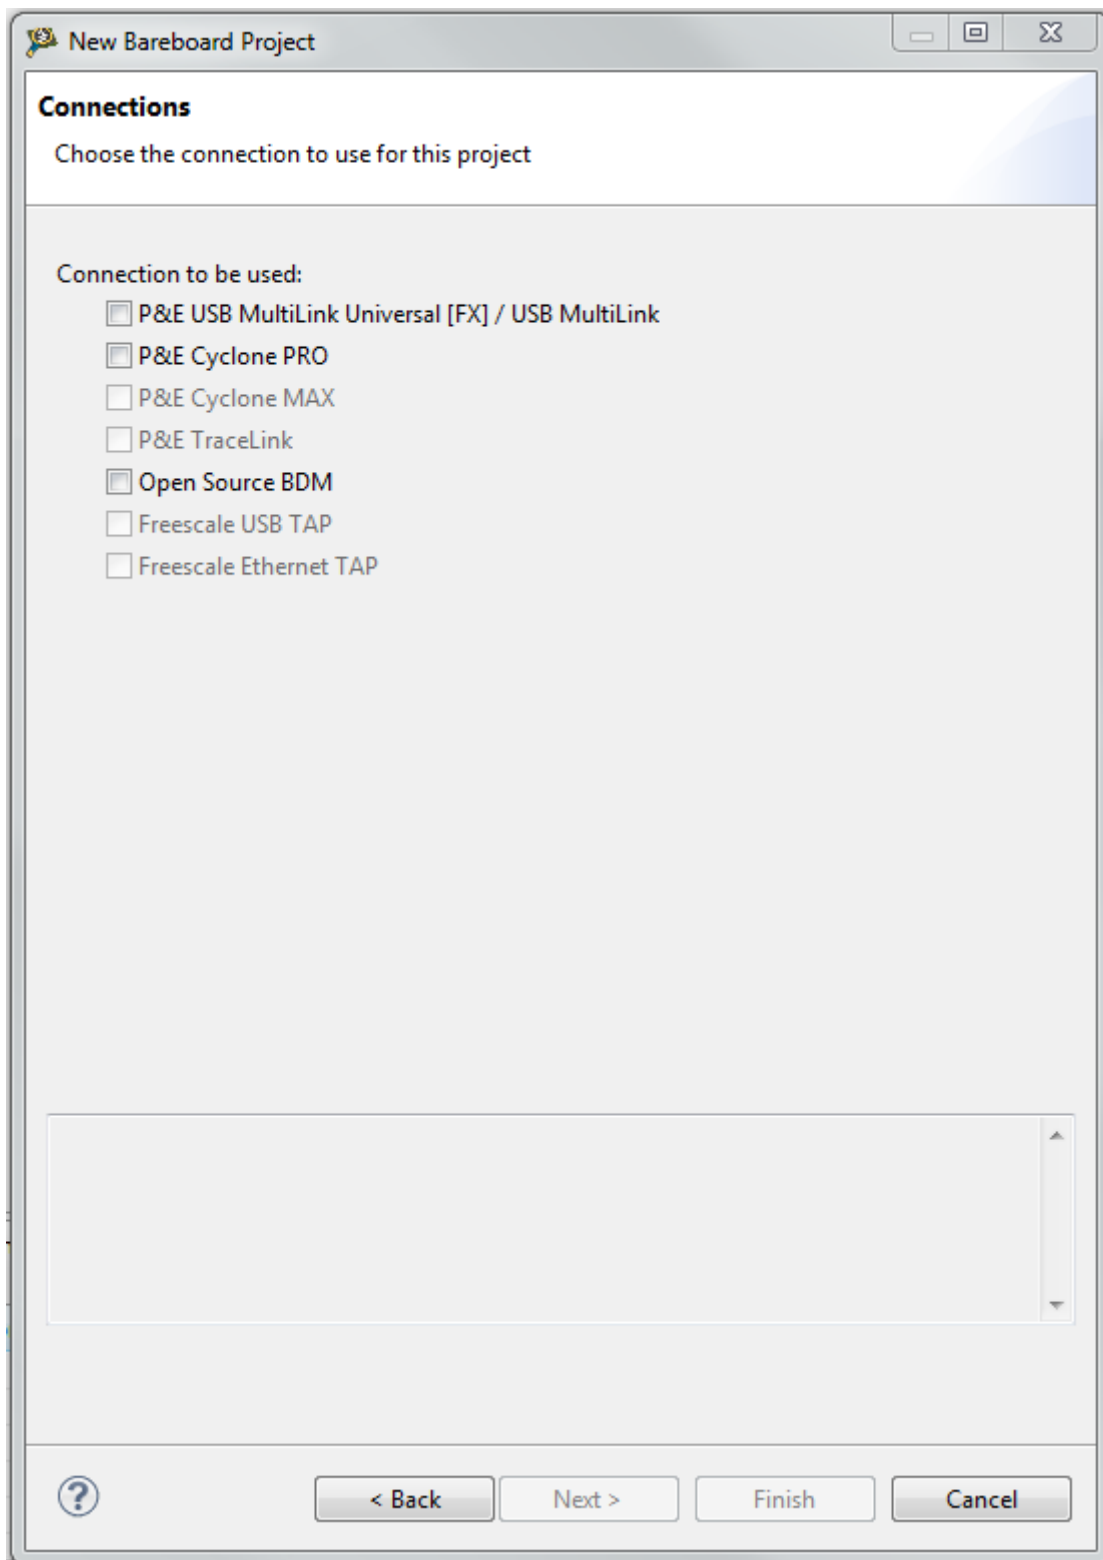 New Bareboard Project
Connections
Choose the connection to use for this project
Connection to be used:
P&E USB MultiLink Universal [FX] / USB MultiLink
P&E Cyclone PRO
P&E Cyclone MAX
P&E TraceLink
Open Source BDM
Freescale USB TAP
Freescale Ethernet TAP
? < Back Next > Finish Cancel